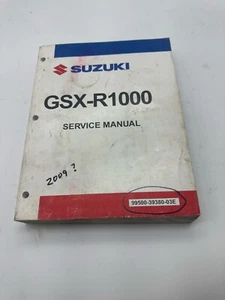 SUZUKI
GSX-R1000
SERVICE MANUAL
2009?
99500-39380-03E